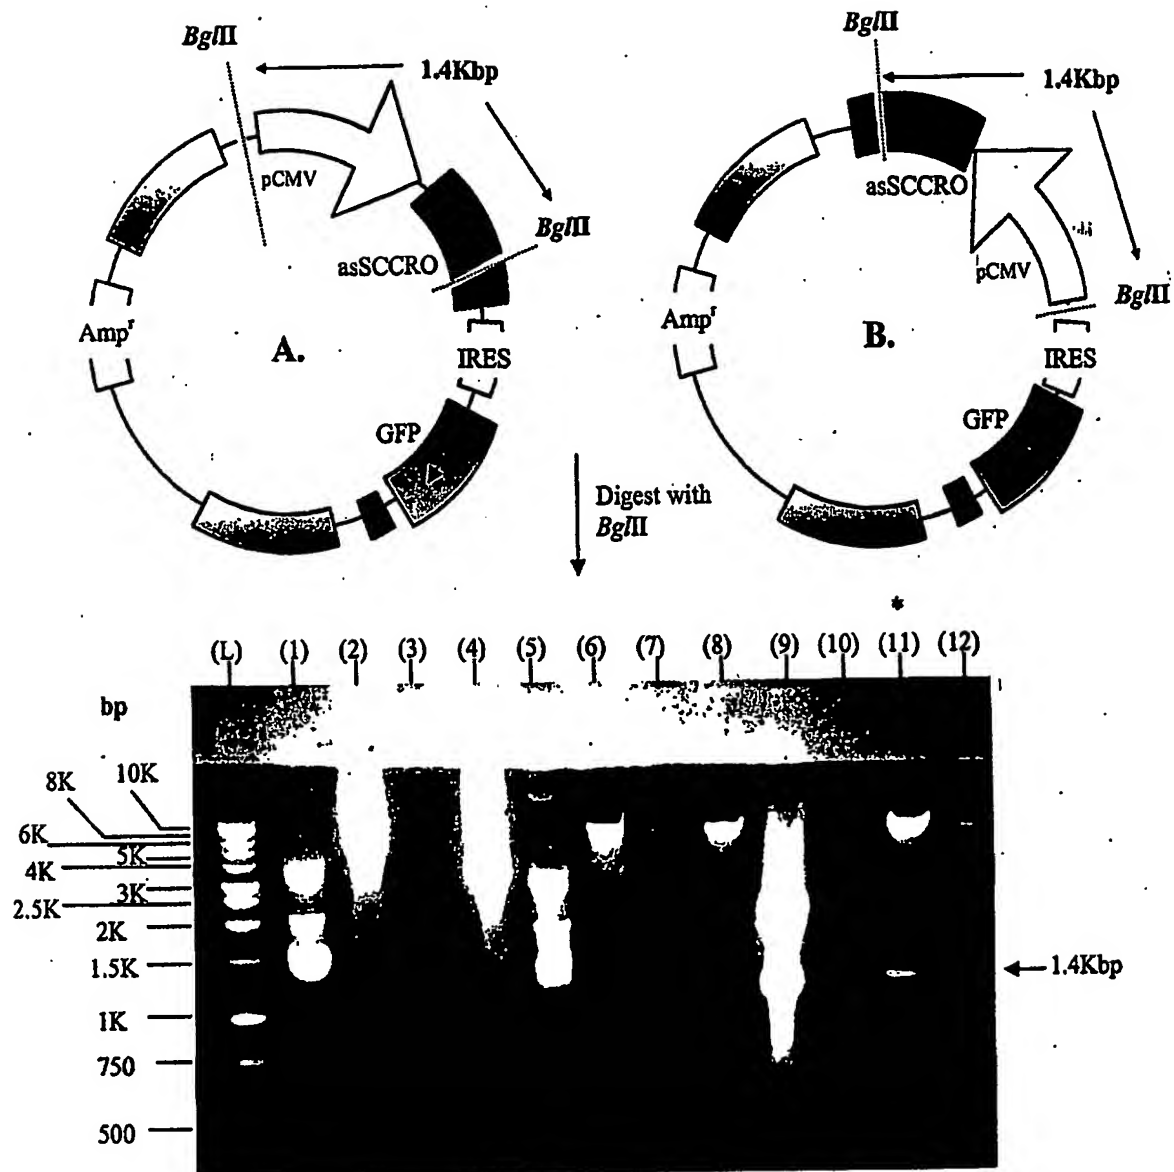 BglII
1.4Kbp
pCMV
asSCCRO
BglII
Amp^r
A.
IRES
GFP
BglII
1.4Kbp
asSCCRO
pCMV
BglII
Amp^r
B.
IRES
GFP
Digest with
BglII
*
(L) (1) (2) (3) (4) (5) (6) (7) (8) (9) (10) (11) (12)
bp
10K
8K
6K
5K
4K
3K
2.5K
2K
1.5K
1K
750
500
1.4Kbp